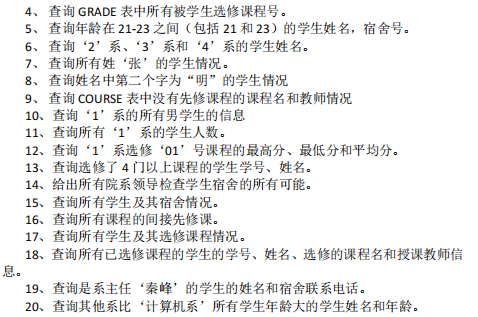 4、 查询 GRADE 表中所有被学生选修课程号。
5、 查询年龄在 21-23 之间（包括 21 和 23）的学生姓名，宿舍号。
6、 查询‘2’系、‘3’系和‘4’系的学生姓名。
7、 查询所有姓‘张’的学生情况。
8、 查询姓名中第二个字为“明”的学生情况
9、 查询 COURSE 表中没有先修课程的课程名和教师情况
10、查询‘1’系的所有男学生的信息
11、查询所有‘1’系的学生人数。
12、查询‘1’系选修‘01’号课程的最高分、最低分和平均分。
13、查询选修了 4 门以上课程的学生学号、姓名。
14、给出所有院系领导检查学生宿舍的所有可能。
15、查询所有学生及其宿舍情况。
16、查询所有课程的间接先修课。
17、查询所有学生及其选修课程情况。
18、查询所有已选修课程的学生的学号、姓名、选修的课程名和授课教师信
息。
19、查询是系主任‘秦峰’的学生的姓名和宿舍联系电话。
20、查询其他系比‘计算机系’所有学生年龄大的学生姓名和年龄。